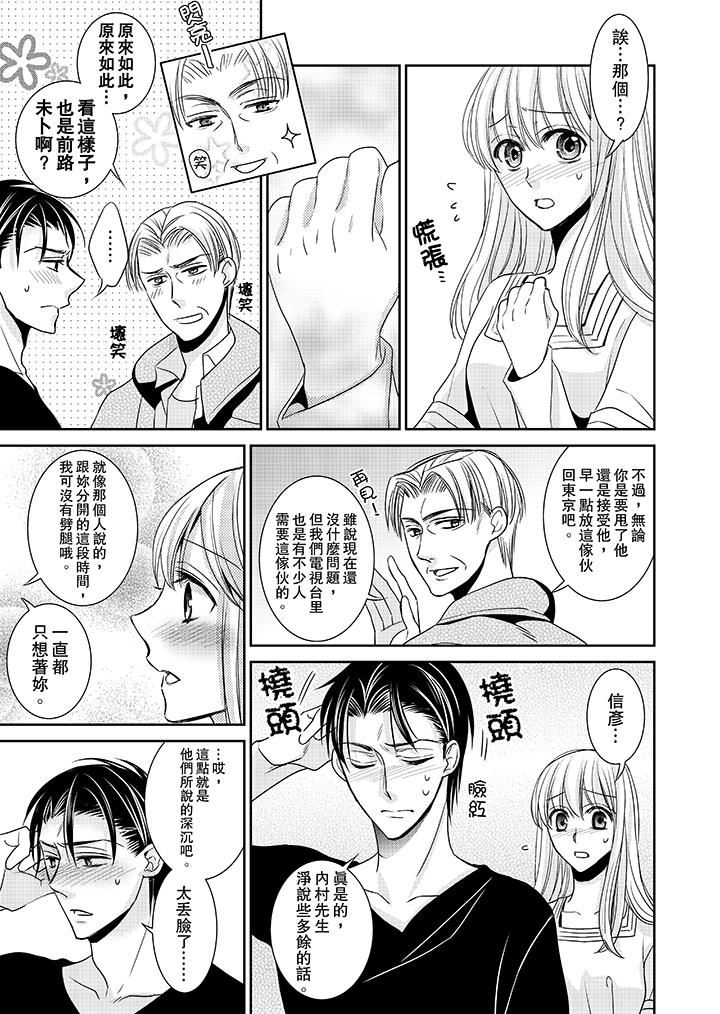 誒…那個…?
慌張
閃亮!
笑
原來如此,
原來如此…
看這樣子
也是前路
未卜啊?
……
壞笑
壞笑
不過,無論
你是要甩了他
還是接受他,
早一點放這傢伙
回東京吧。
再見!
雖說現在還
沒什麼問題,
但我們電視台里
也是有不少人
需要這傢伙的。
就像那個人說的,
跟妳分開的這段時間,
我可沒有劈腿哦。
一直都
只想著妳。
信彥…
撓頭
撓頭
臉紅
真是的,
內村先生
淨說些多餘的話。
…哎,
這點就是
他們所說的深沉吧。
太丟臉了……